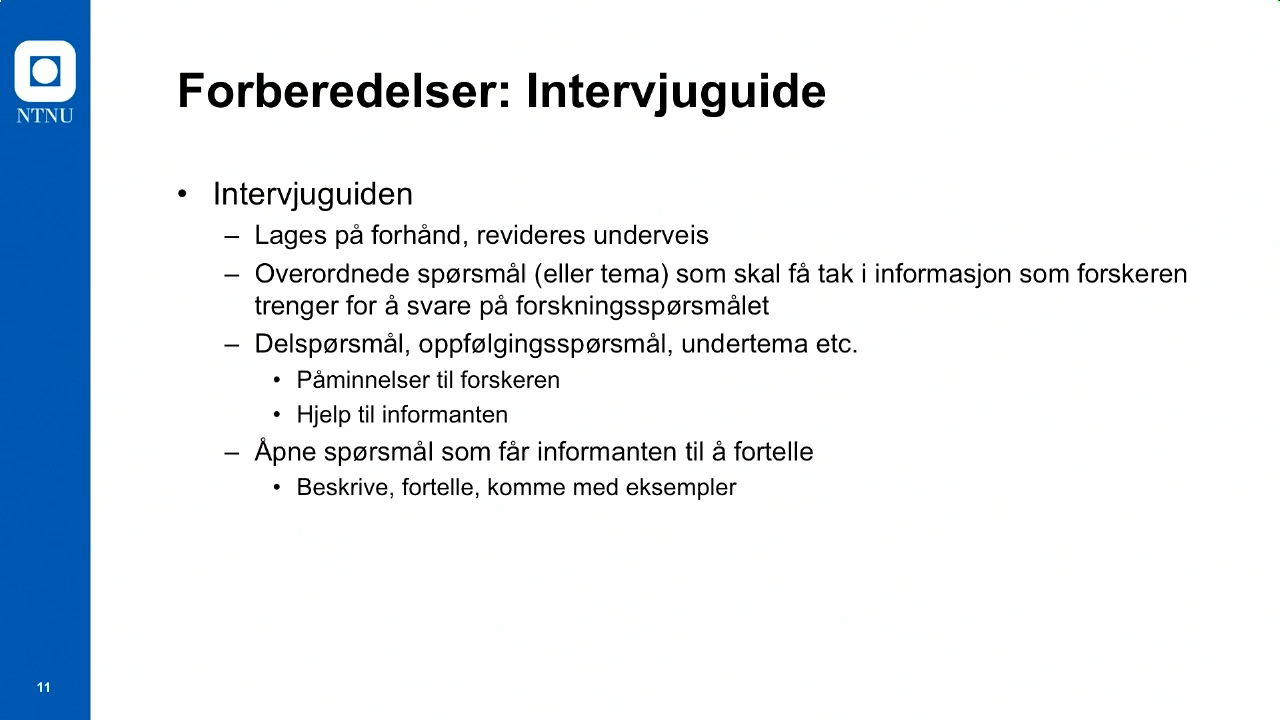 NTNU
Forberedelser: Intervjuguide
• Intervjuguiden
– Lages på forhånd, revideres underveis
– Overordnede spørsmål (eller tema) som skal få tak i informasjon som forskeren
trenger for å svare på forskningsspørsmålet
– Delspørsmål, oppfølgingsspørsmål, undertema etc.
• Påminnelser til forskeren
• Hjelp til informanten
– Åpne spørsmål som får informanten til å fortelle
• Beskrive, fortelle, komme med eksempler
11